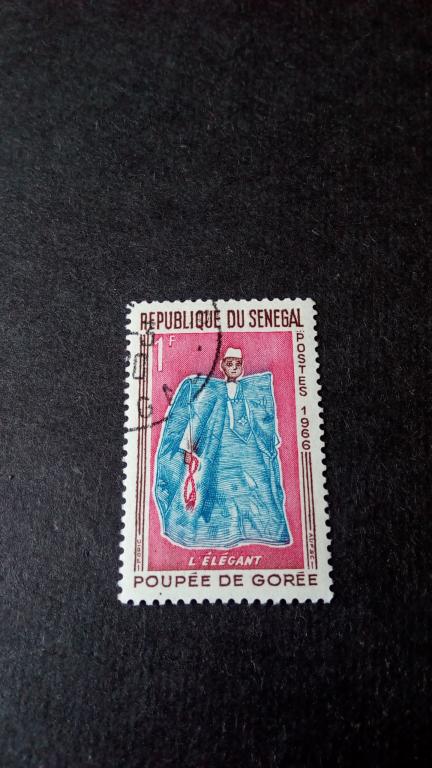 REPUBLIQUE DU SENEGAL
1F
POSTES 1966
L'ÉLÉGANT
POUPÉE DE GORÉE